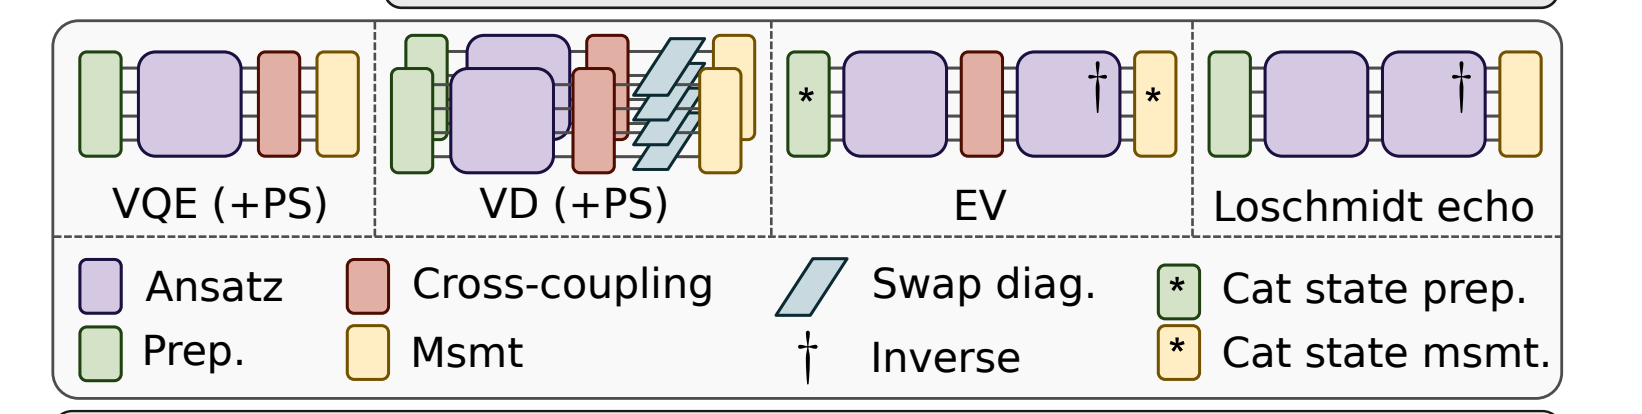 * † * †
VQE (+PS) VD (+PS) EV Loschmidt echo
Ansatz Cross-coupling Swap diag. * Cat state prep.
Prep. Msmt † Inverse * Cat state msmt.